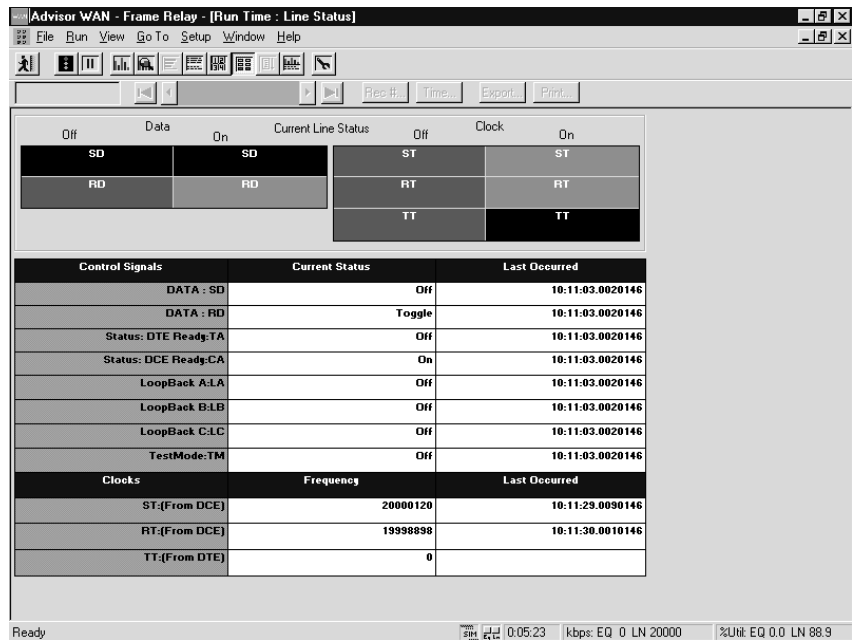 Advisor WAN - Frame Relay - [Run Time : Line Status]
File Run View Go To Setup Window Help
Rec #... Time... Export... Print...
Data Current Line Status Clock
Off On Off On
SD SD ST ST
RD RD RT RT
TT TT
Control Signals Current Status Last Occurred
DATA : SD Off 10:11:03.0020146
DATA : RD Toggle 10:11:03.0020146
Status: DTE Ready:TA Off 10:11:03.0020146
Status: DCE Ready:CA On 10:11:03.0020146
LoopBack A:LA Off 10:11:03.0020146
LoopBack B:LB Off 10:11:03.0020146
LoopBack C:LC Off 10:11:03.0020146
TestMode:TM Off 10:11:03.0020146
Clocks Frequency Last Occurred
ST:(From DCE) 20000120 10:11:29.0090146
RT:(From DCE) 19998898 10:11:30.0010146
TT:(From DTE) 0
Ready SIM 0:05:23 kbps: EQ 0 LN 20000 %Util: EQ 0.0 LN 88.9